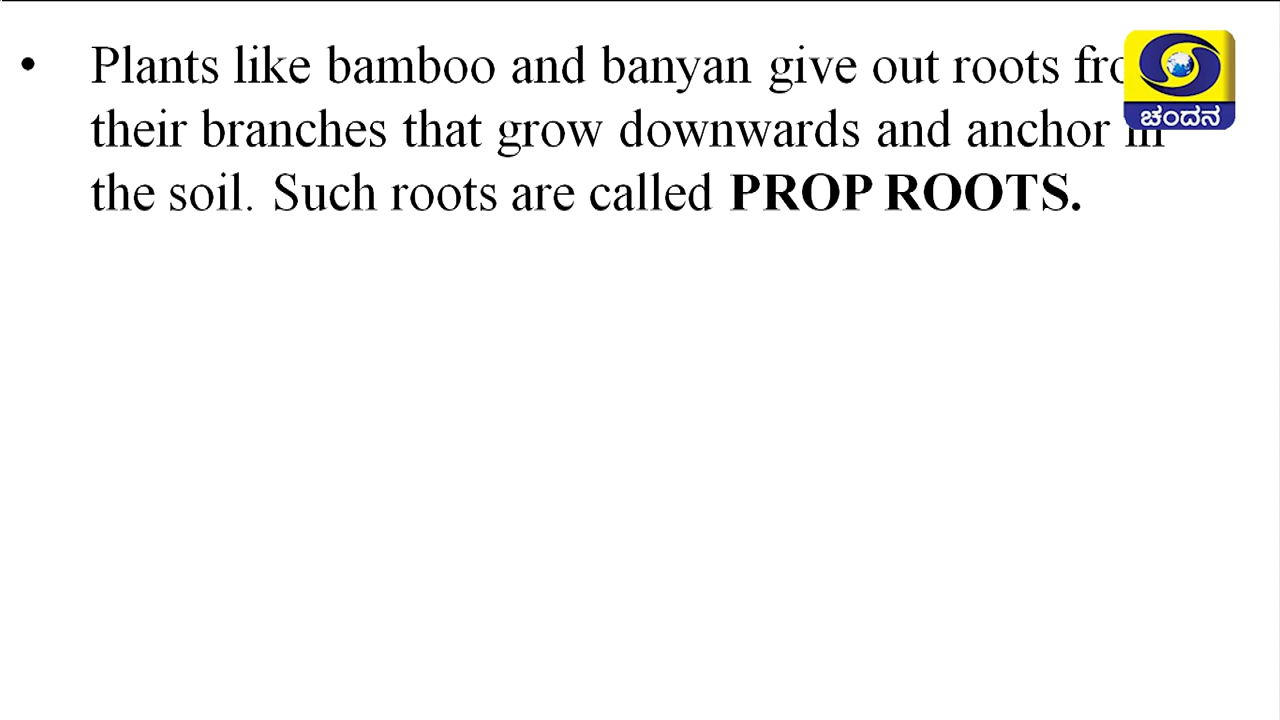 • Plants like bamboo and banyan give out roots
their branches that grow downwards and anchor in
the soil. Such roots are called PROP ROOTS.
ಚಂದನ